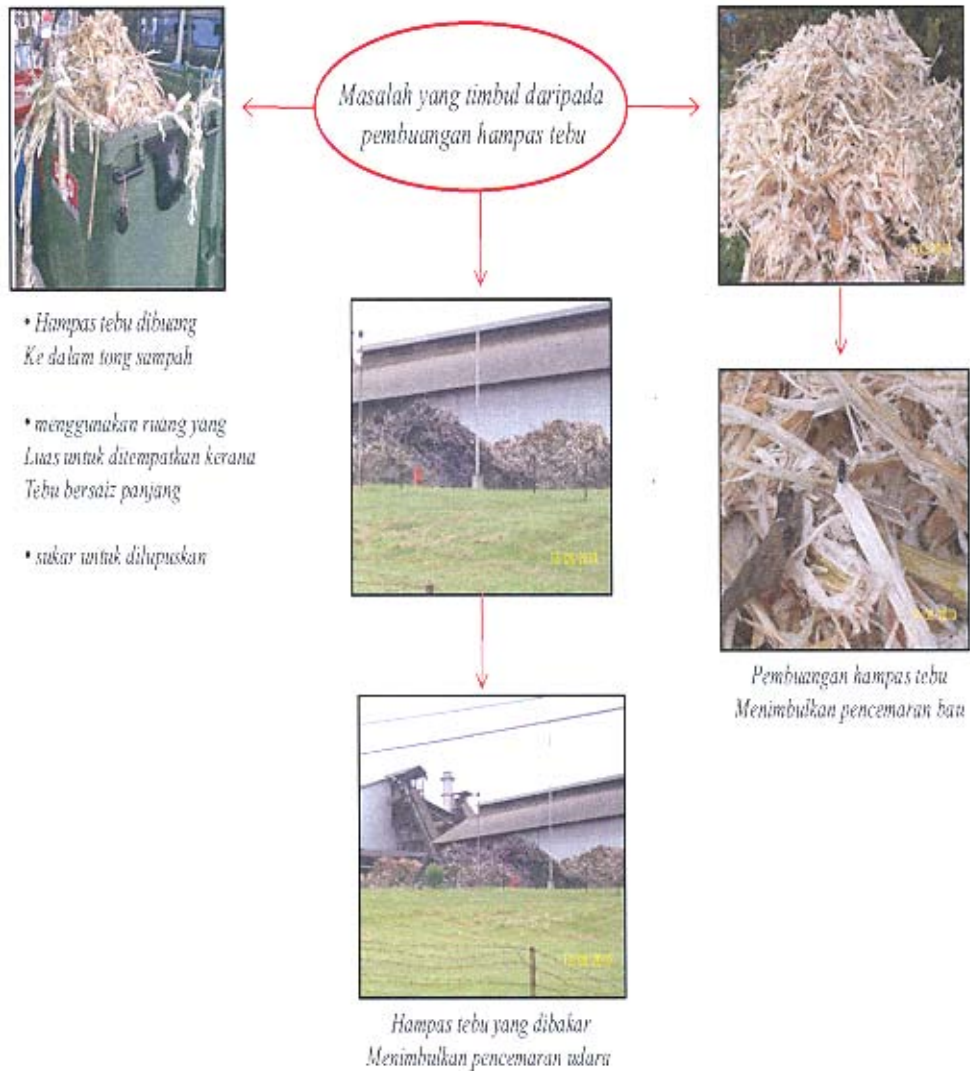 Masalah yang timbul daripada
pembuangan hampas tebu
• Hampas tebu dibuang
Ke dalam tong sampah
• menggunakan ruang yang
Luas untuk ditempatkan kerana
Tebu bersaiz panjang
• sukar untuk dilupuskan
Pembuangan hampas tebu
Menimbulkan pencemaran bau
Hampas tebu yang dibakar
Menimbulkan pencemaran udara